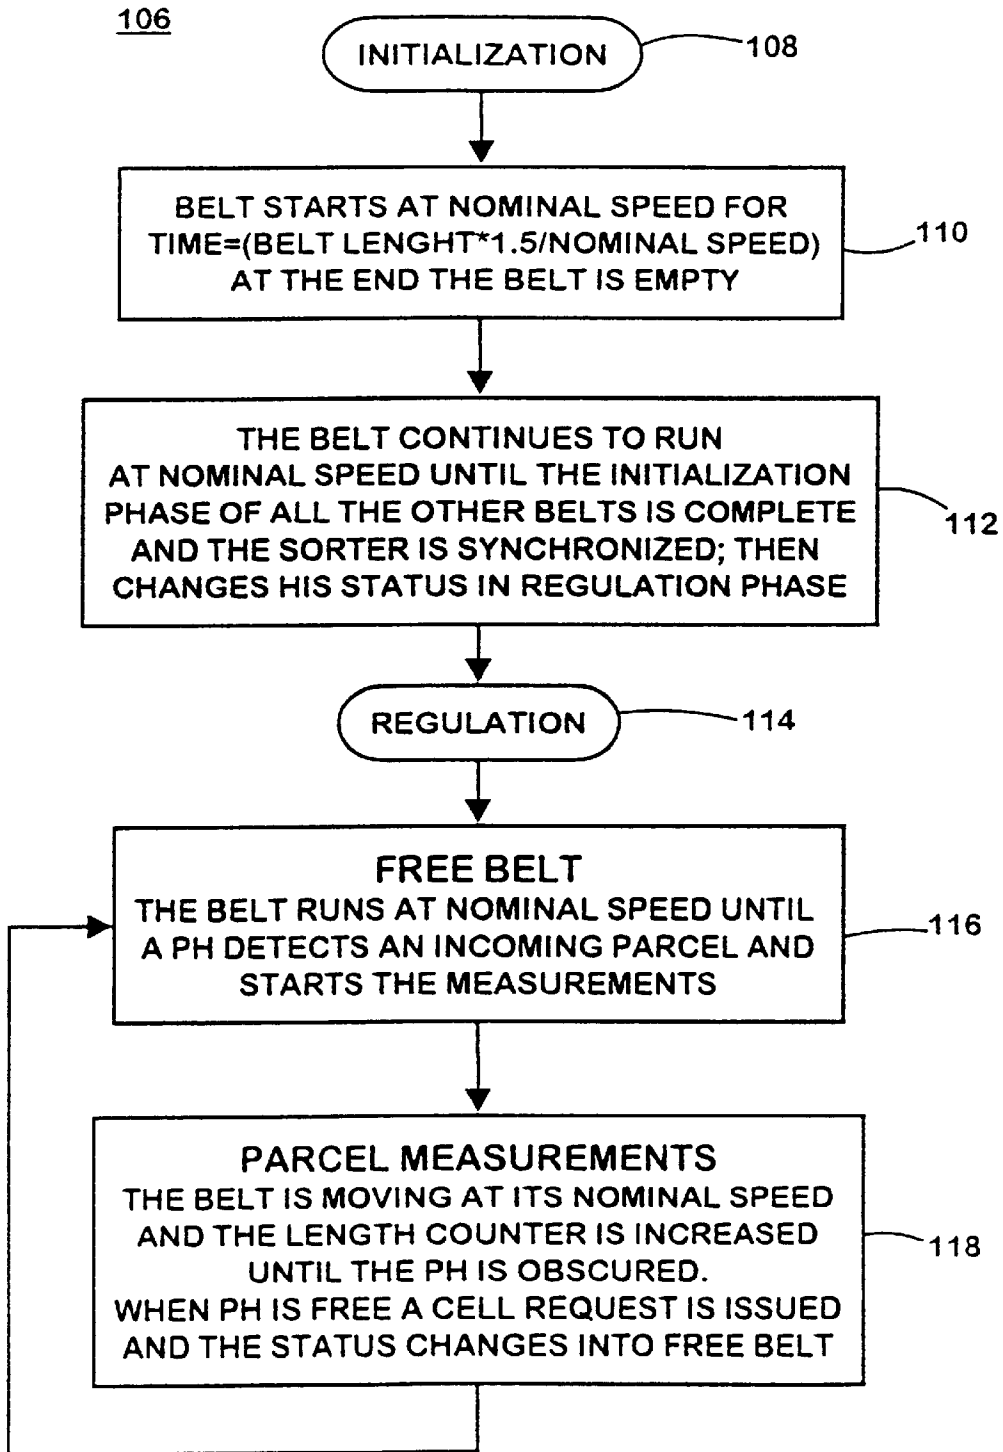 106
INITIALIZATION
108
BELT STARTS AT NOMINAL SPEED FOR
TIME=(BELT LENGHT*1.5/NOMINAL SPEED)
AT THE END THE BELT IS EMPTY
110
THE BELT CONTINUES TO RUN
AT NOMINAL SPEED UNTIL THE INITIALIZATION
PHASE OF ALL THE OTHER BELTS IS COMPLETE
AND THE SORTER IS SYNCHRONIZED; THEN
CHANGES HIS STATUS IN REGULATION PHASE
112
REGULATION
114
FREE BELT
THE BELT RUNS AT NOMINAL SPEED UNTIL
A PH DETECTS AN INCOMING PARCEL AND
STARTS THE MEASUREMENTS
116
PARCEL MEASUREMENTS
THE BELT IS MOVING AT ITS NOMINAL SPEED
AND THE LENGTH COUNTER IS INCREASED
UNTIL THE PH IS OBSCURED.
WHEN PH IS FREE A CELL REQUEST IS ISSUED
AND THE STATUS CHANGES INTO FREE BELT
118